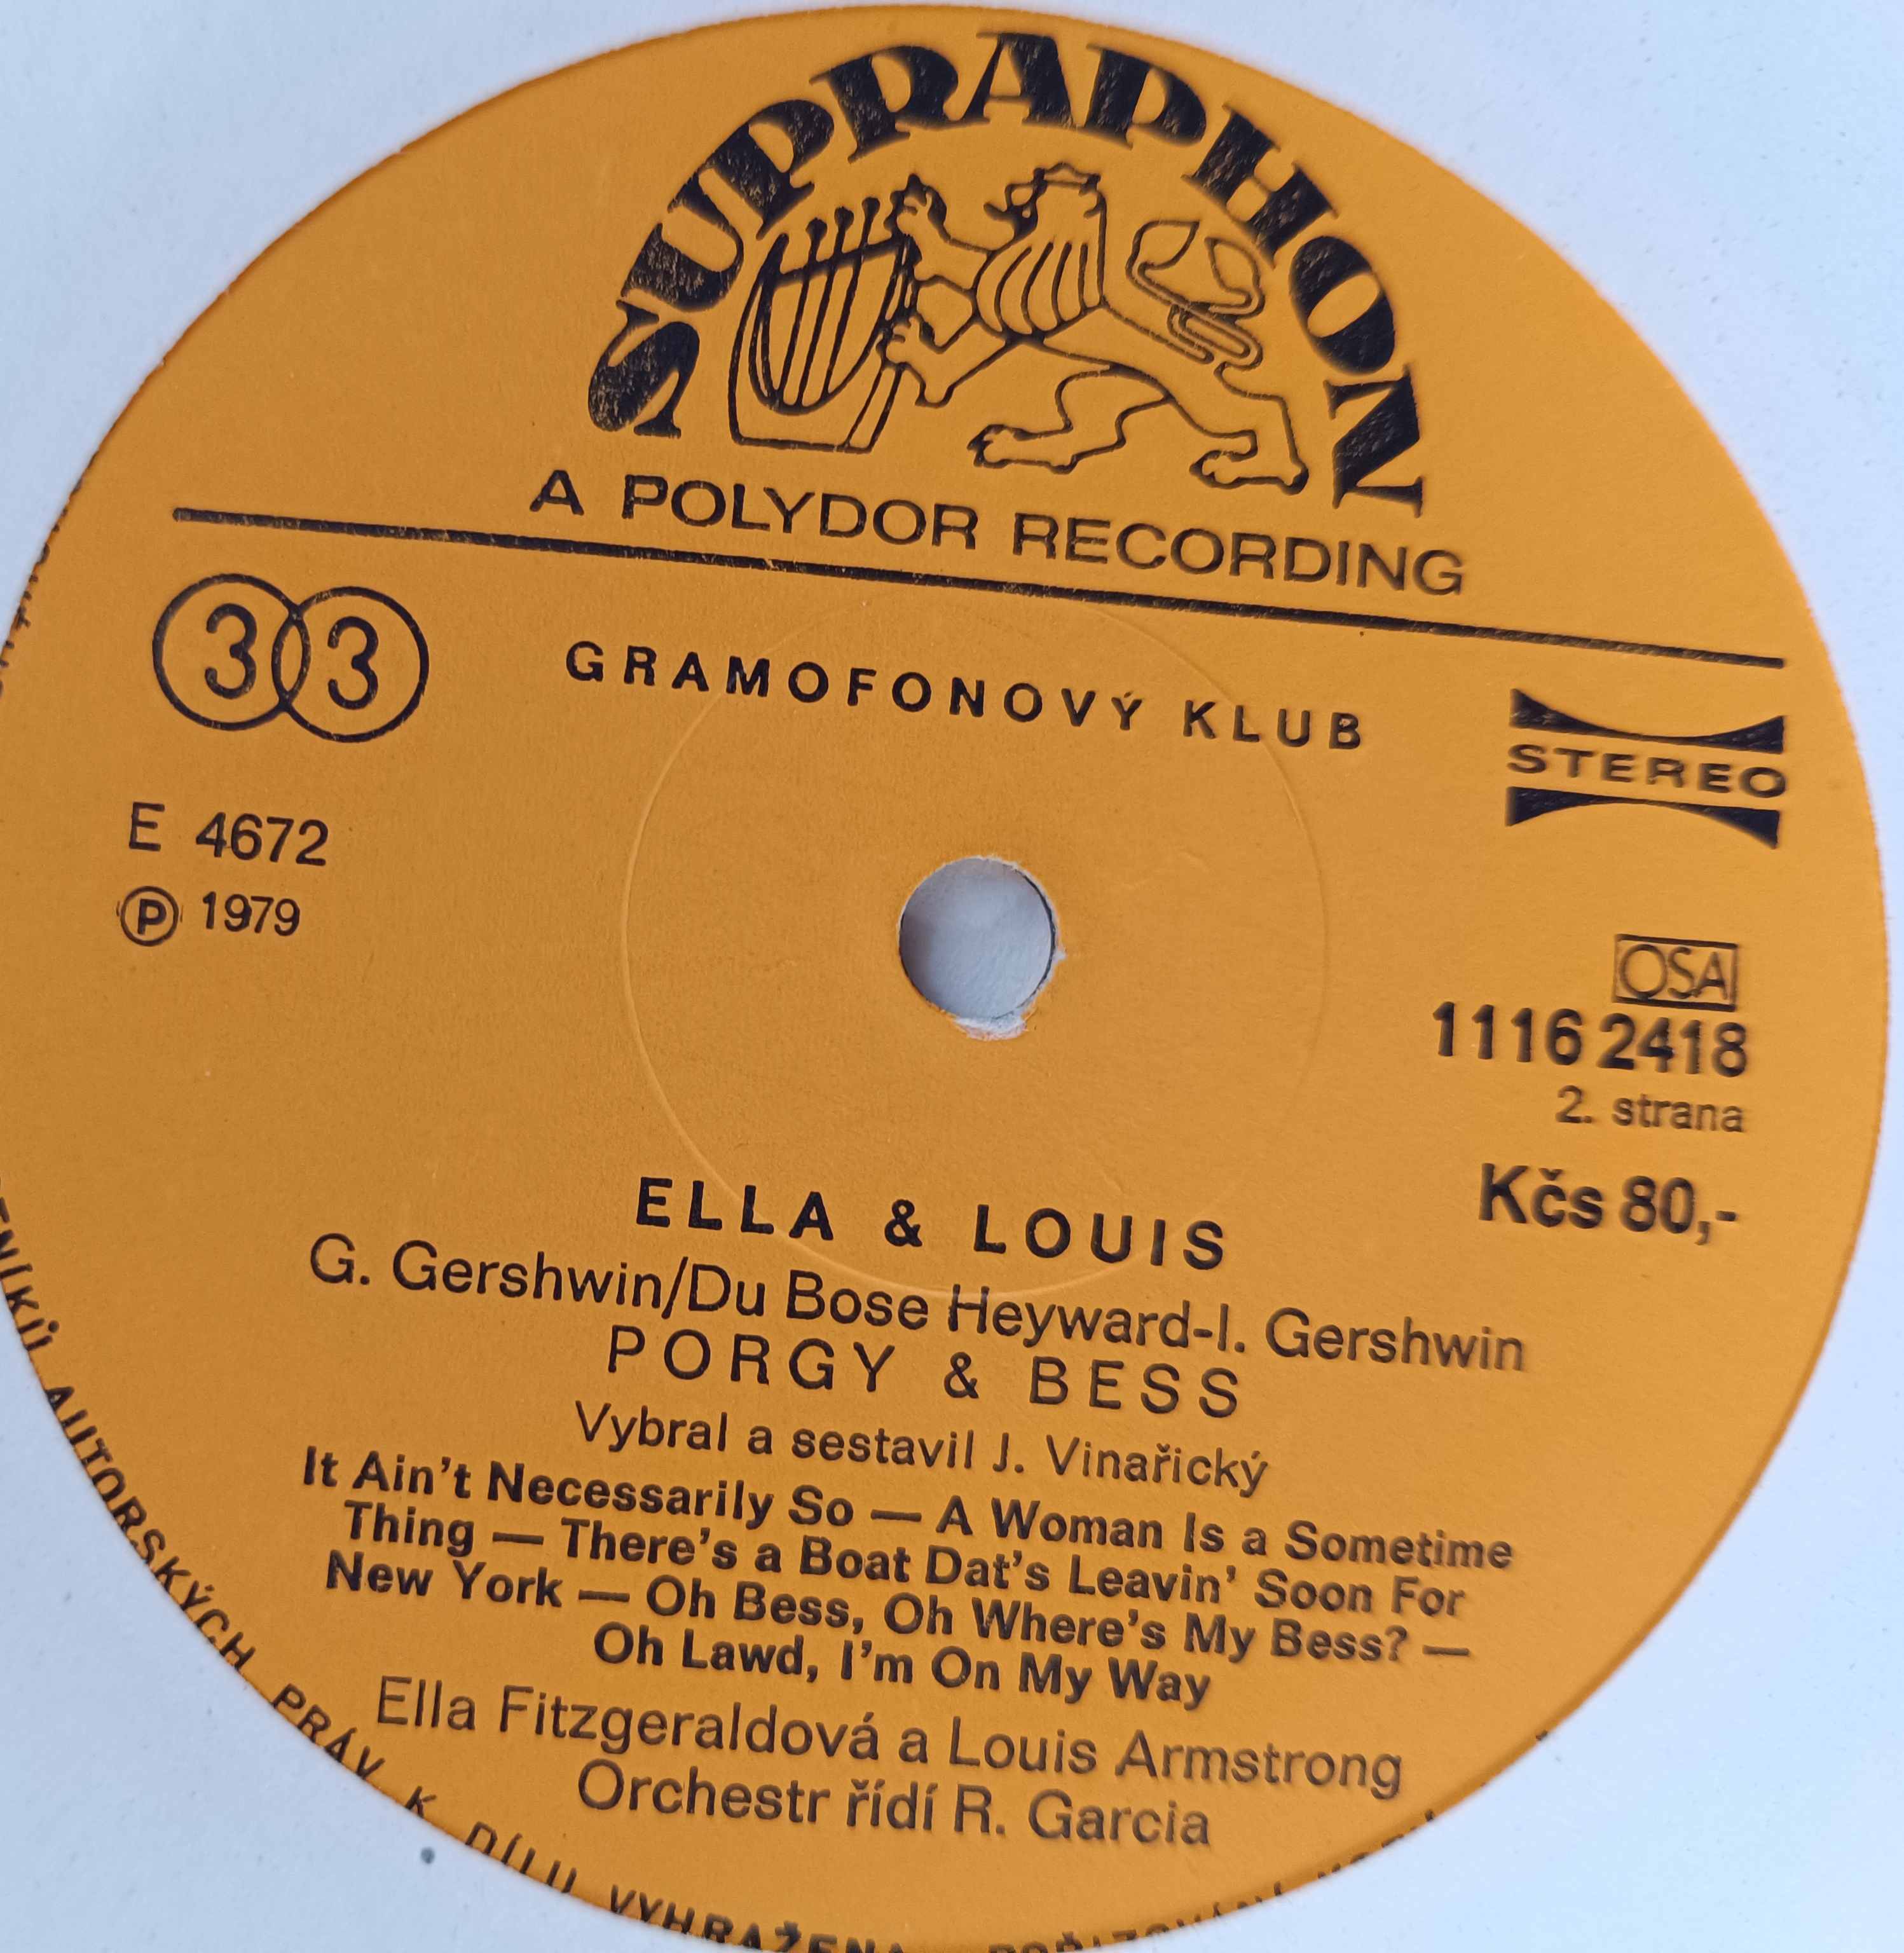 SUPRAPHON
A POLYDOR RECORDING
33
GRAMOFONOVÝ KLUB
STEREO
E 4672
Ⓟ 1979
OSA
1116 2418
2. strana
Kčs 80,-
ELLA & LOUIS
G. Gershwin/Du Bose Heyward-I. Gershwin
PORGY & BESS
Vybral a sestavil J. Vinařický
It Ain't Necessarily So — A Woman Is a Sometime
Thing — There's a Boat Dat's Leavin' Soon For
New York — Oh Bess, Oh Where's My Bess? —
Oh Lawd, I'm On My Way
Ella Fitzgeraldová a Louis Armstrong
Orchestr řídí R. Garcia
AUTORSKÝCH PRÁV K DÍLU VYHRAŽENA